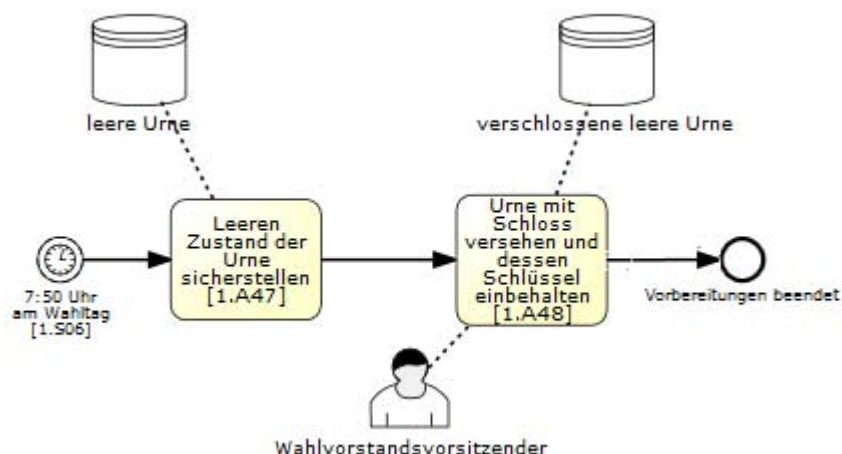 leere Urne
verschlossene leere Urne
7:50 Uhr
am Wahltag
[1.S06]
Leeren
Zustand der
Urne
sicherstellen
[1.A47]
Urne mit
Schloss
versehen und
dessen
Schlüssel
einbehalten
[1.A48]
Vorbereitungen beendet
Wahlvorstandsvorsitzender